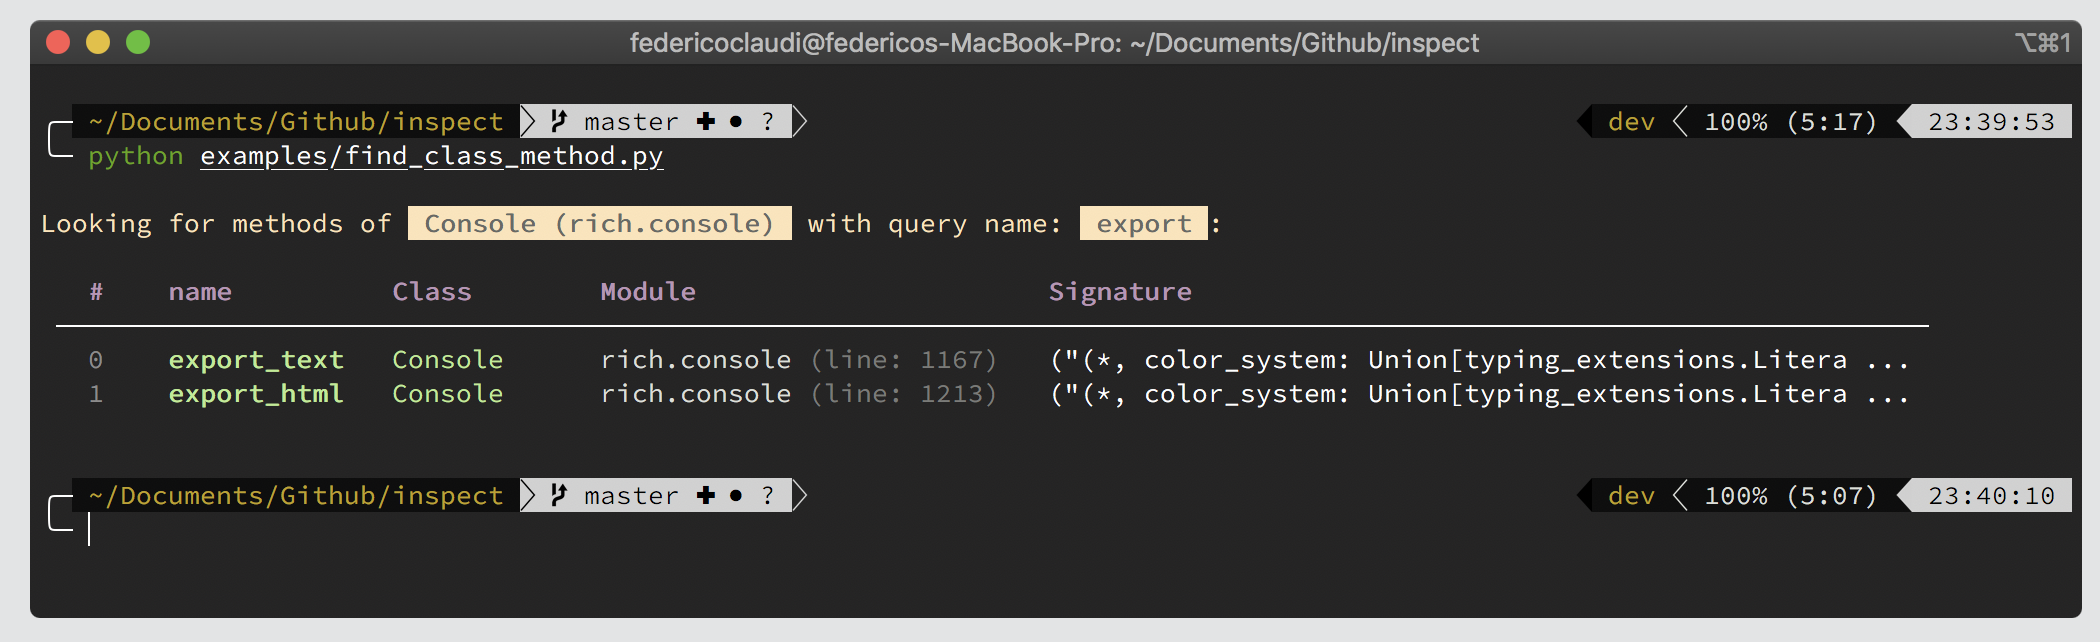 federicoclaudi@federicos-MacBook-Pro: ~/Documents/Github/inspect ⌥⌘1
~/Documents/Github/inspect master ✚ ● ? dev 100% (5:17) 23:39:53
python examples/find_class_method.py
Looking for methods of Console (rich.console) with query name: export :
# name Class Module Signature
0 export_text Console rich.console (line: 1167) ("(*, color_system: Union[typing_extensions.Litera ...
1 export_html Console rich.console (line: 1213) ("(*, color_system: Union[typing_extensions.Litera ...
~/Documents/Github/inspect master ✚ ● ? dev 100% (5:07) 23:40:10